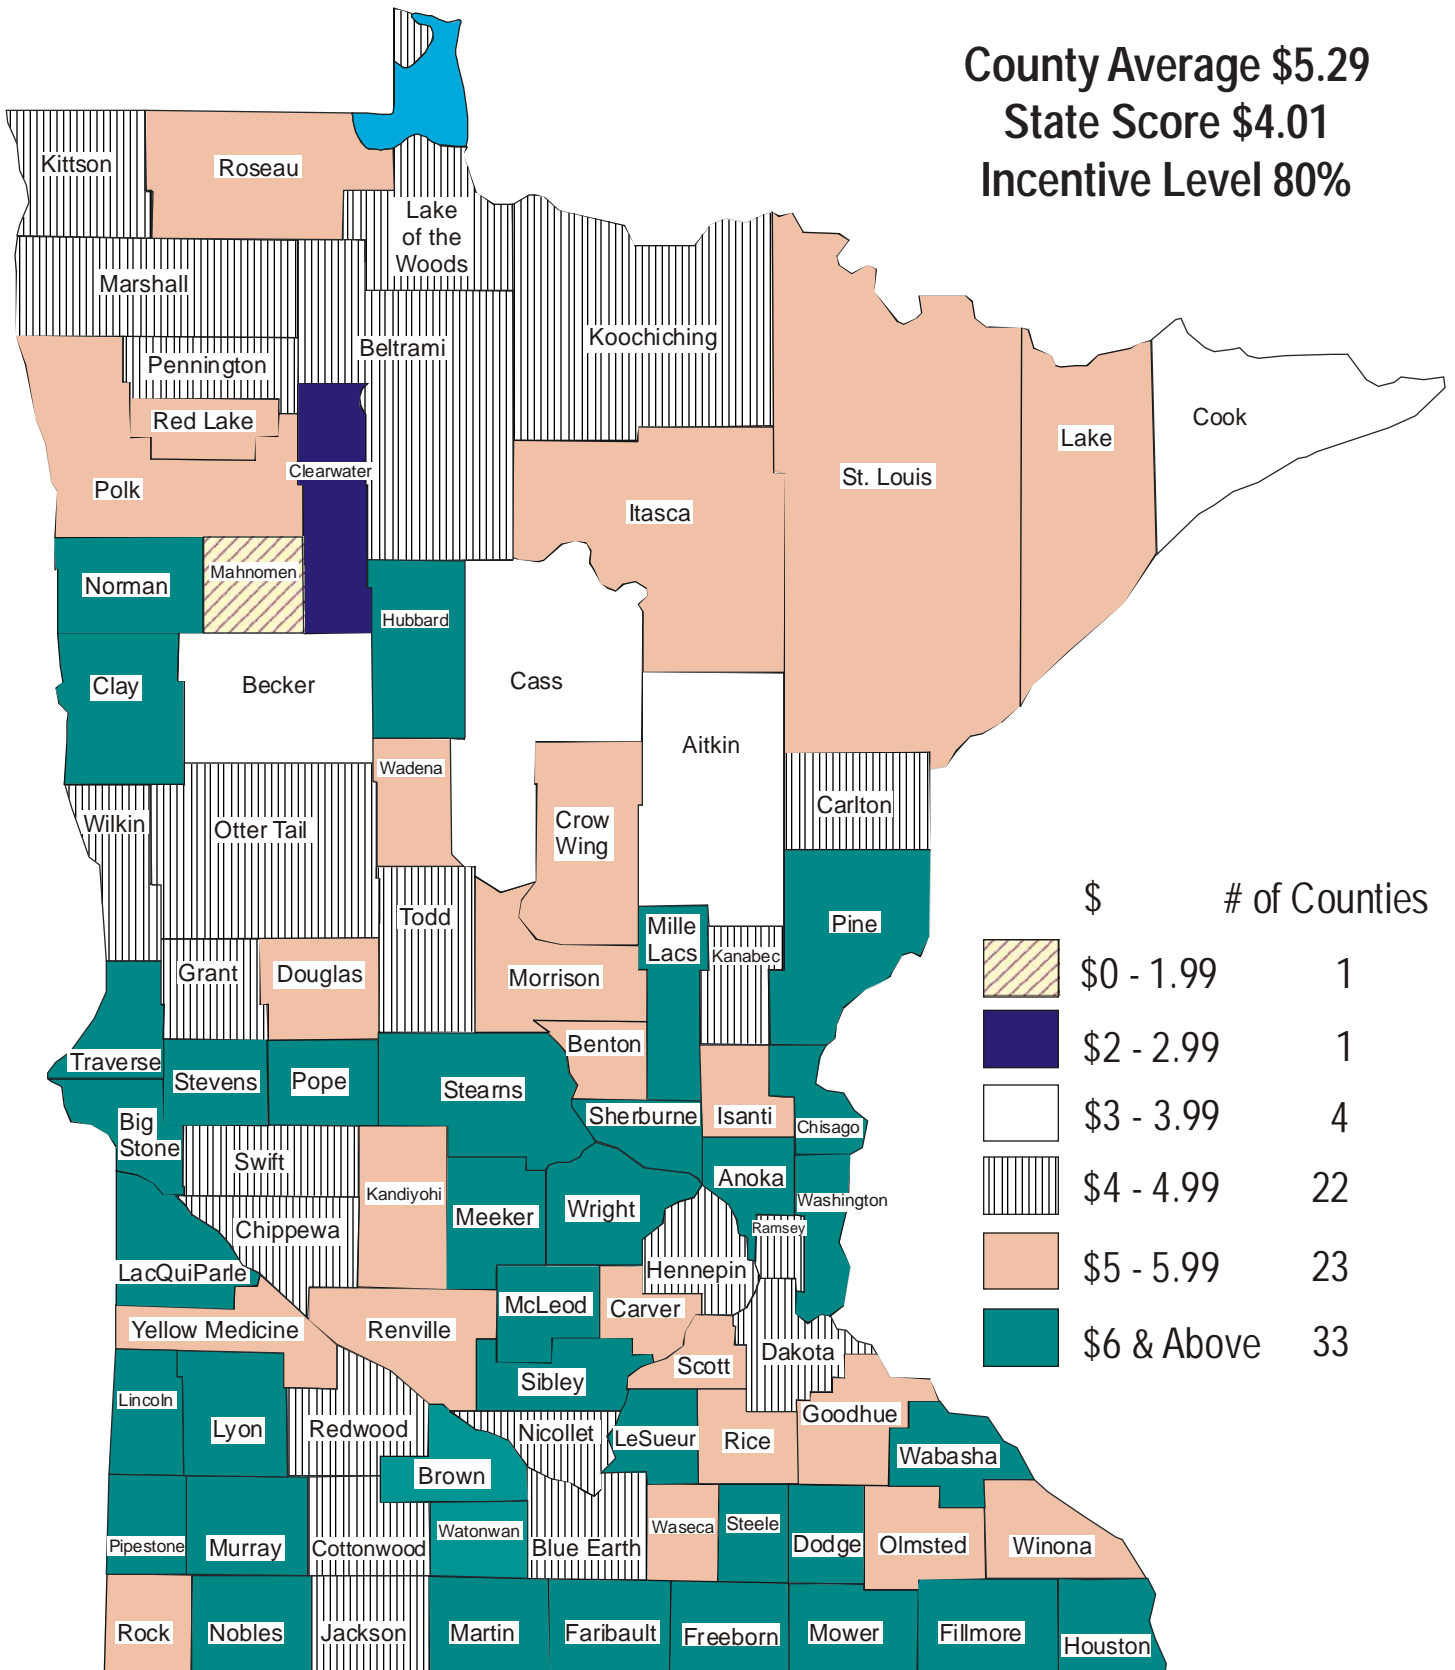 County Average $5.29
State Score $4.01
Incentive Level 80%
Kittson
Roseau
Lake
of the
Woods
Marshall
Koochiching
Beltrami
Pennington
Red Lake
Cook
Lake
Clearwater
St. Louis
Polk
Itasca
Mahnomen
Norman
Hubbard
Cass
Clay
Becker
Aitkin
Wadena
Carlton
Crow
Wing
Wilkin
Otter Tail
Todd
Pine
Mille
Lacs
Kanabec
Grant
Douglas
Morrison
Benton
Traverse
Stevens
Pope
Stearns
Sherburne
Isanti
Chisago
Big
Stone
Swift
Kandiyohi
Anoka
Washington
Meeker
Wright
Ramsey
Chippewa
Hennepin
LacQuiParle
McLeod
Carver
Yellow Medicine
Renville
Dakota
Scott
Sibley
Lincoln
Lyon
Redwood
Nicollet
LeSueur
Rice
Goodhue
Wabasha
Brown
Pipestone
Murray
Cottonwood
Watonwan
Blue Earth
Waseca
Steele
Dodge
Olmsted
Winona
Rock
Nobles
Jackson
Martin
Faribault
Freeborn
Mower
Fillmore
Houston
$ # of Counties
$0 - 1.99 1
$2 - 2.99 1
$3 - 3.99 4
$4 - 4.99 22
$5 - 5.99 23
$6 & Above 33